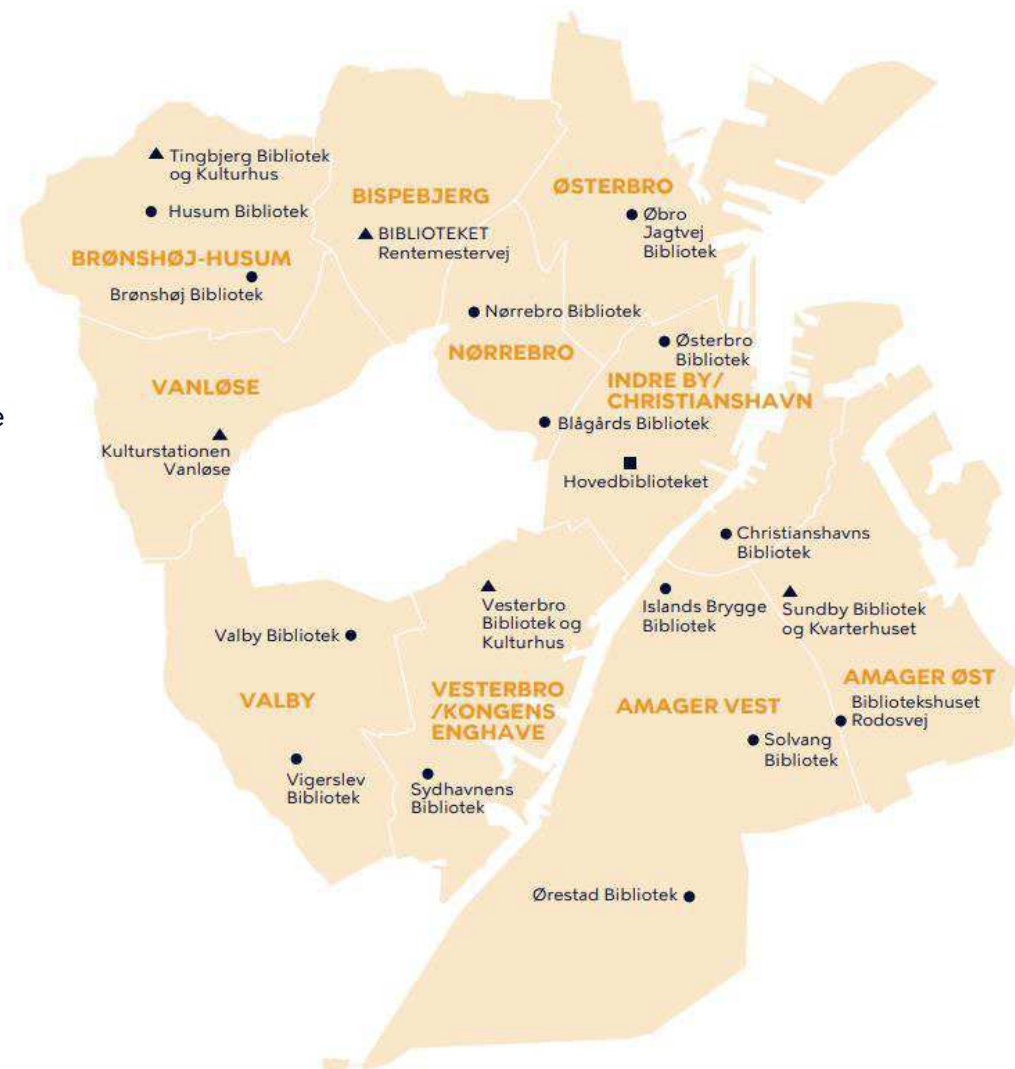 Tingbjerg Bibliotek
og Kulturhus
Husum Bibliotek
BRØNSHØJ-HUSUM
Brønshøj Bibliotek
BISPEBJERG
BIBLIOTEKET
Rentemestervej
ØSTERBRO
Øbro
Jagtvej
Bibliotek
Nørrebro Bibliotek
NØRREBRO
Østerbro
Bibliotek
INDRE BY/
CHRISTIANSHAVN
Blågårds Bibliotek
Hovedbiblioteket
VANLØSE
e
Kulturstationen
Vanløse
Christianshavns
Bibliotek
Vesterbro
Bibliotek og
Kulturhus
Islands Brygge
Bibliotek
Sundby Bibliotek
og Kvarterhuset
Valby Bibliotek
VALBY
VESTERBRO
/KONGENS
ENGHAVE
AMAGER VEST
AMAGER ØST
Bibliotekshuset
Rodosvej
Solvang
Bibliotek
Vigerslev
Bibliotek
Sydhavnens
Bibliotek
Ørestad Bibliotek